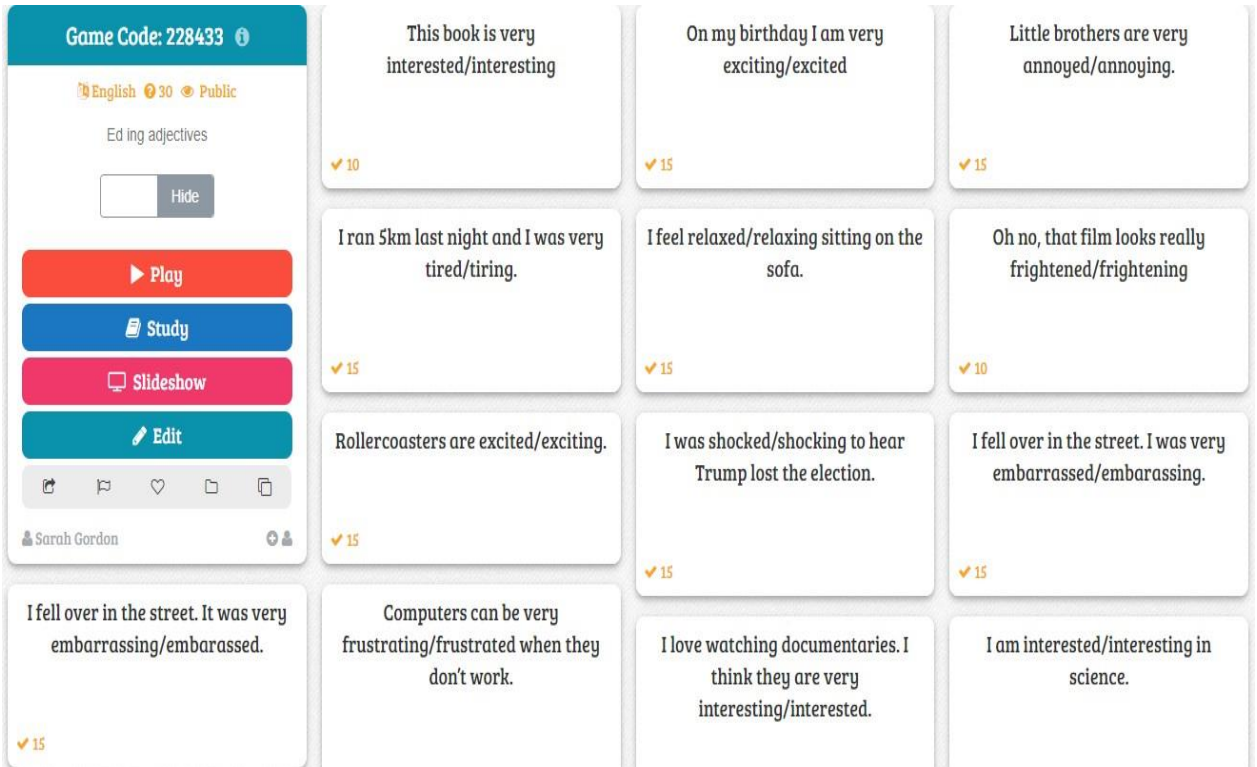 Game Code: 228433
English 30 Public
Ed ing adjectives
Hide
Play
Study
Slideshow
Edit
Sarah Gordon
This book is very
interested/interesting
10
On my birthday I am very
exciting/excited
15
Little brothers are very
annoyed/annoying.
15
I ran 5km last night and I was very
tired/tiring.
15
I feel relaxed/relaxing sitting on the
sofa.
15
Oh no, that film looks really
frightened/frightening
10
Rollercoasters are excited/exciting.
15
I was shocked/shocking to hear
Trump lost the election.
15
I fell over in the street. I was very
embarrassed/embarassing.
15
I fell over in the street. It was very
embarrassing/embarassed.
15
Computers can be very
frustrating/frustrated when they
don't work.
I love watching documentaries. I
think they are very
interesting/interested.
I am interested/interesting in
science.